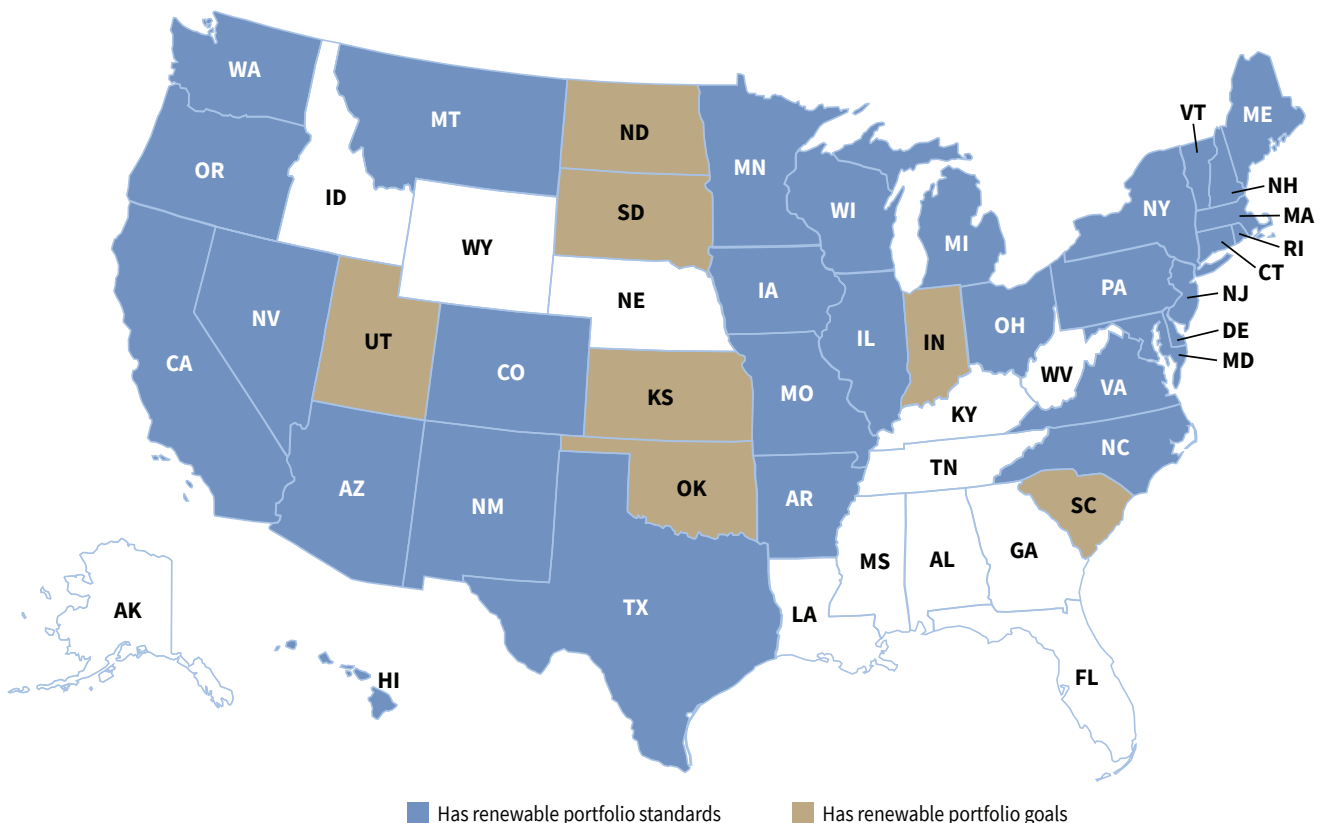 WA
MT
ND
MN
VT
ME
OR
ID
SD
WI
MI
NY
NH
MA
RI
CT
WY
NE
IA
PA
NJ
NV
UT
CO
IL
IN
OH
DE
MD
CA
KS
MO
WV
VA
KY
NC
TN
AZ
NM
OK
AR
SC
MS
AL
GA
LA
TX
AK
HI
FL
Has renewable portfolio standards
Has renewable portfolio goals